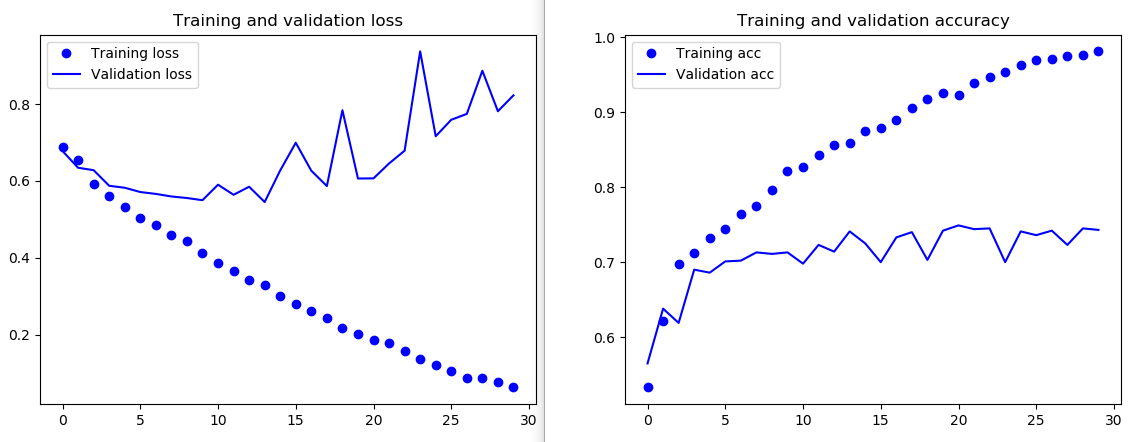 Training and validation loss
Training loss
Validation loss
0.8
0.6
0.4
0.2
0 5 10 15 20 25 30
Training and validation accuracy
Training acc
Validation acc
1.0
0.9
0.8
0.7
0.6
0 5 10 15 20 25 30